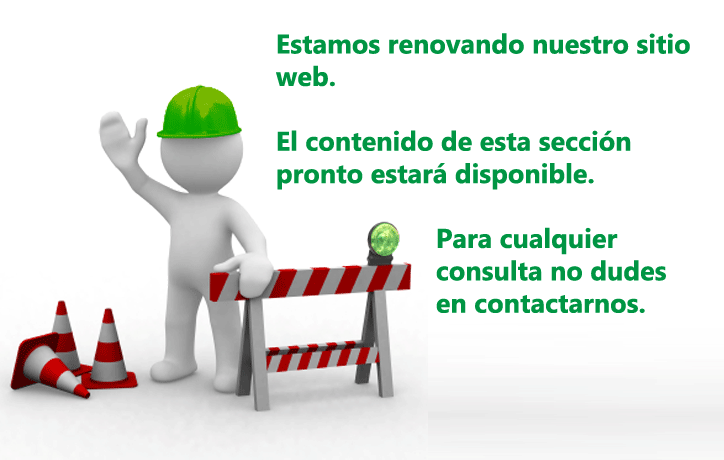 Estamos renovando nuestro sitio
web.
El contenido de esta sección
pronto estará disponible.
Para cualquier
consulta no dudes
en contactarnos.